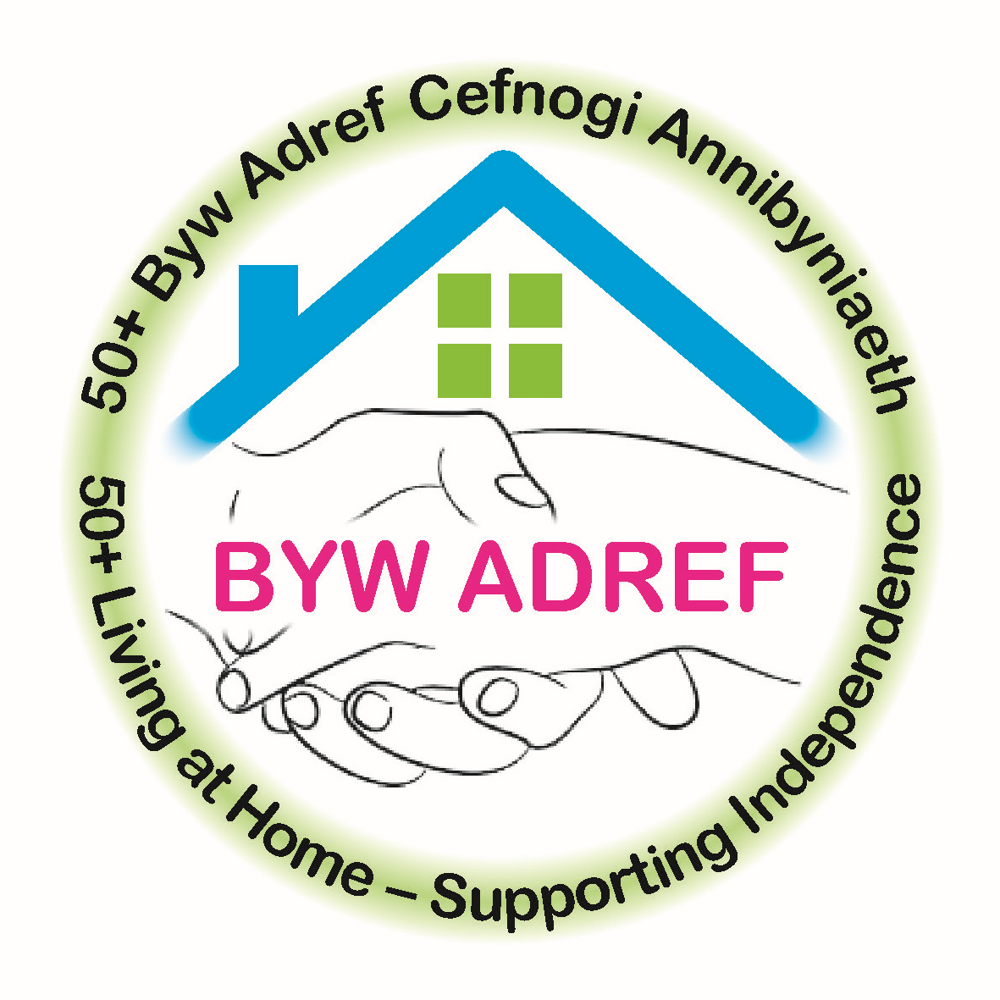 50+ Byw Adref Cefnogi Annibyniaeth
BYW ADREF
50+ Living at Home – Supporting Independence